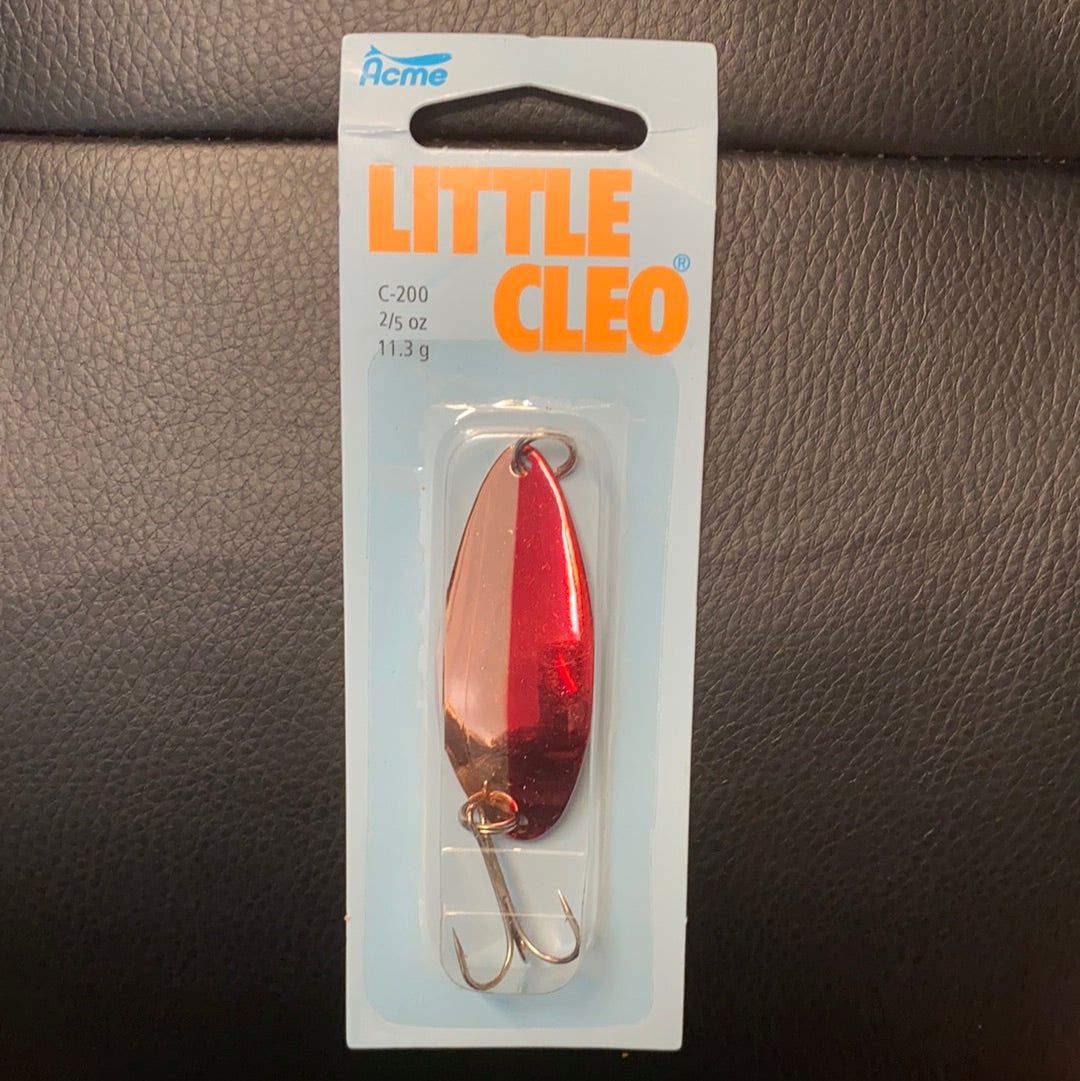 Acme
LITTLE
CLEO®
C-200
2/5 oz
11.3 g